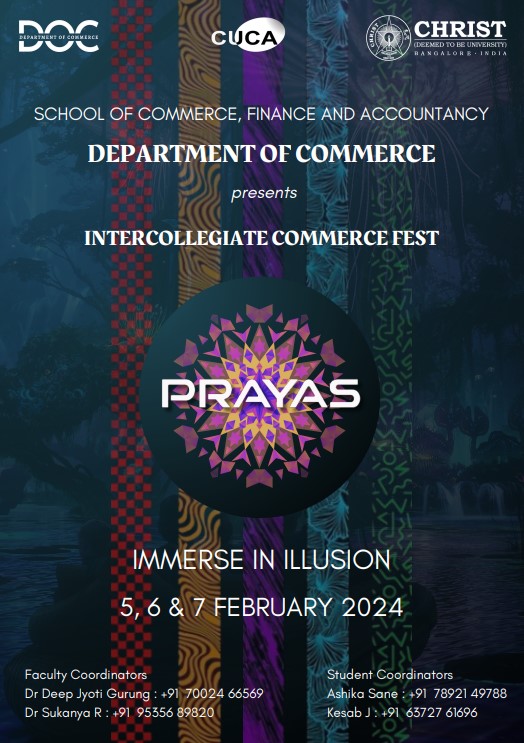 DOC
DEPARTMENT OF COMMERCE
CUCA
CHRIST
(DEEMED TO BE UNIVERSITY)
BANGALORE · INDIA
SCHOOL OF COMMERCE, FINANCE AND ACCOUNTANCY
DEPARTMENT OF COMMERCE
presents
INTERCOLLEGIATE COMMERCE FEST
PRAYAS
IMMERSE IN ILLUSION
5, 6 & 7 FEBRUARY 2024
Faculty Coordinators
Dr Deep Jyoti Gurung : +91 70024 66569
Dr Sukanya R : +91 95356 89820
Student Coordinators
Ashika Sane : +91 78921 49788
Kesab J : +91 63727 61696